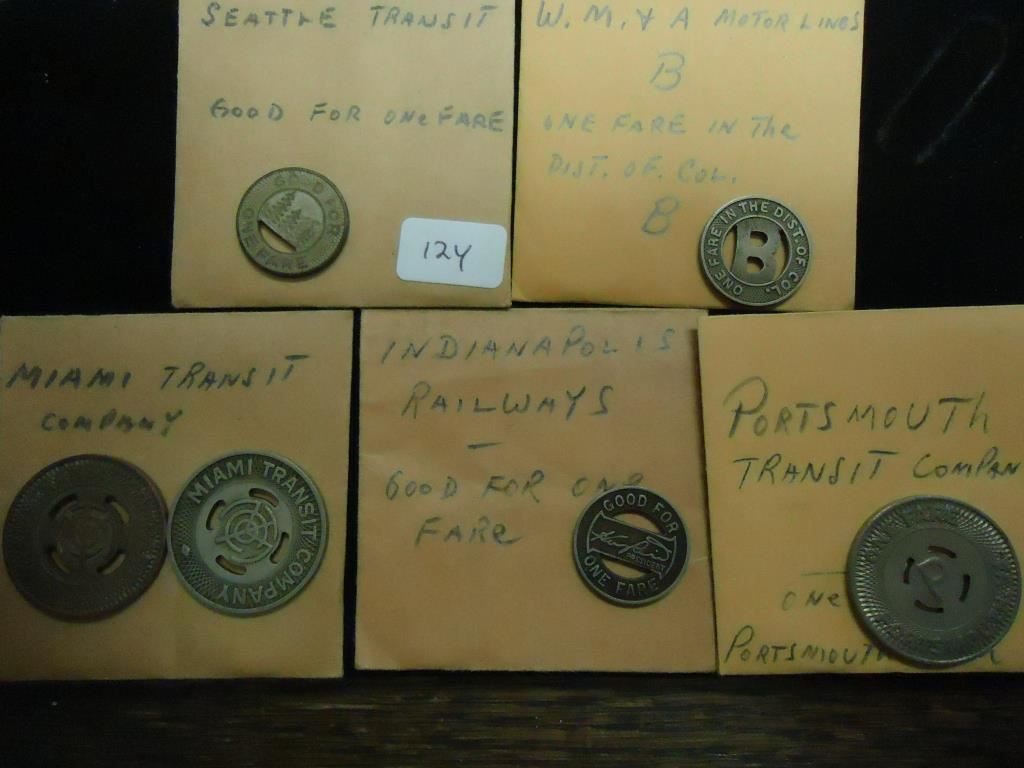 SEATTLE TRANSIT
GOOD FOR ONE FARE
GOOD FOR
ONE FARE
12Y
W. M. & A MOTOR LINES
B
ONE FARE IN THE
DIST. OF. COL.
B
ONE FARE IN THE DIST. OF COL.
B
MIAMI TRANSIT
COMPANY
MIAMI TRANSIT COMPANY
INDIANAPOLIS
RAILWAYS
—
GOOD FOR ONE
FARE
GOOD FOR
PRESIDENT
ONE FARE
PORTSMOUTH
TRANSIT COMPAN
—
ONE
PORTSMOUTH
P